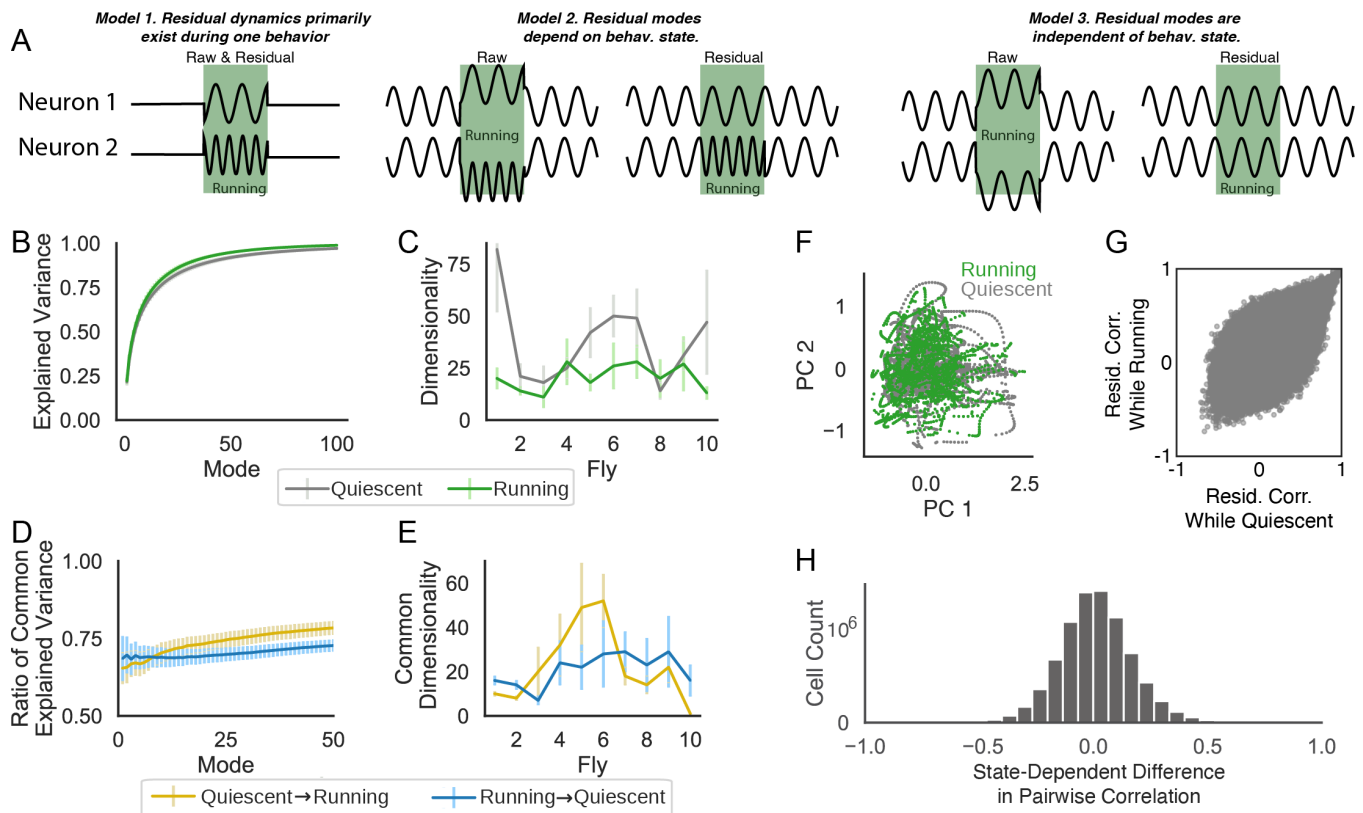 A
Model 1. Residual dynamics primarily
exist during one behavior
Raw & Residual
Neuron 1
Neuron 2
Running
Model 2. Residual modes
depend on behav. state.
Raw
Residual
Running
Running
Model 3. Residual modes are
independent of behav. state.
Raw
Residual
Running
Running
B
Explained Variance
1.00
0.75
0.50
0.25
0.00
0
50
100
Mode
C
Dimensionality
75
50
25
0
2
4
6
8
10
Fly
Quiescent
Running
D
Ratio of Common
Explained Variance
1.00
0.75
0.50
0
25
50
Mode
E
Common
Dimensionality
60
40
20
0
2
4
6
8
10
Fly
Quiescent→Running
Running→Quiescent
F
Running
Quiescent
PC 2
1
0
−1
0.0
2.5
PC 1
G
Resid. Corr.
While Running
1
0
-1
-1
0
1
Resid. Corr.
While Quiescent
H
Cell Count
10⁶
0
−1.0
−0.5
0.0
0.5
1.0
State-Dependent Difference
in Pairwise Correlation